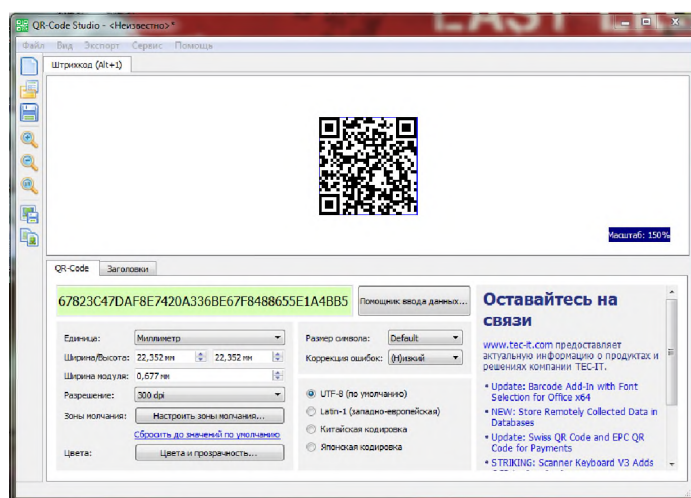 QR-Code Studio - <Неизвестно>*
Файл Вид Экспорт Сервис Помощь
Штрихкод (Alt+1)
Масштаб: 150%
QR-Code Заголовки
67823C47DAF8E7420A336BE67F8488655E1A4BB5
Помощник ввода данных...
Единица: Миллиметр
Ширина/Высота: 22,352 мм 22,352 мм
Ширина модуля: 0,677 мм
Разрешение: 300 dpi
Зоны молчания: Настроить зоны молчания...
Сбросить до значений по умолчанию
Цвета: Цвета и прозрачность...
Размер символа: Default
Коррекция ошибок: (Н)изкий
UTF-8 (по умолчанию)
Latin-1 (западно-европейская)
Китайская кодировка
Японская кодировка
Оставайтесь на
связи
www.tec-it.com предоставляет
актуальную информацию о продуктах и
решениях компании TEC-IT.
• Update: Barcode Add-In with Font
Selection for Office x64
• NEW: Store Remotely Collected Data in
Databases
• Update: Swiss QR Code and EPC QR
Code for Payments
• STRIKING: Scanner Keyboard V3 Adds